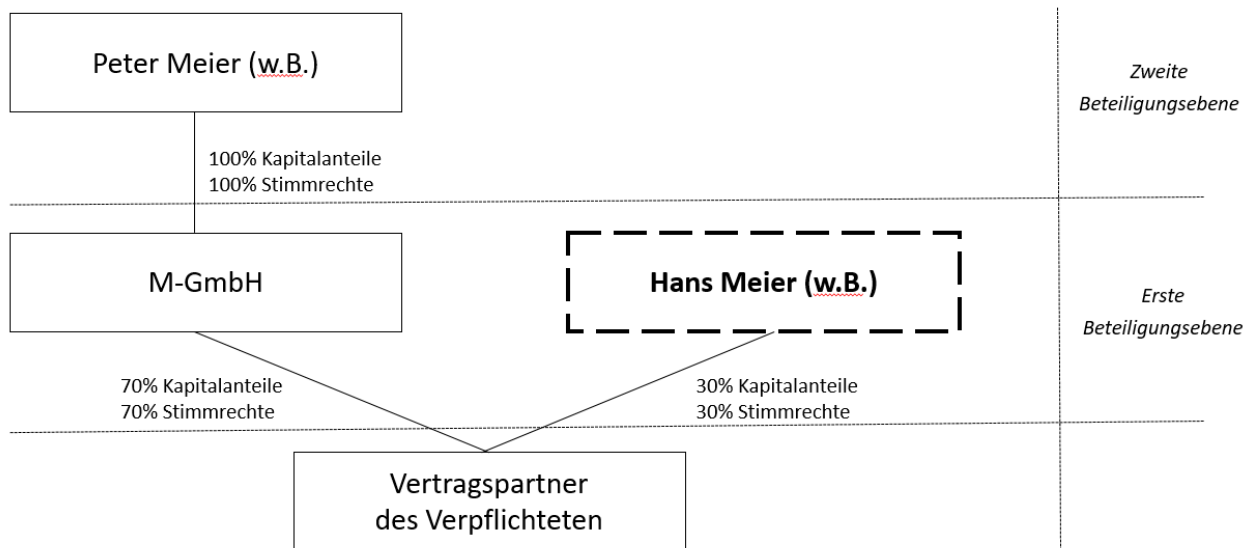 Peter Meier (w.B.)
Zweite
Beteiligungsebene
100% Kapitalanteile
100% Stimmrechte
M-GmbH
Hans Meier (w.B.)
Erste
Beteiligungsebene
70% Kapitalanteile
70% Stimmrechte
30% Kapitalanteile
30% Stimmrechte
Vertragspartner
des Verpflichteten